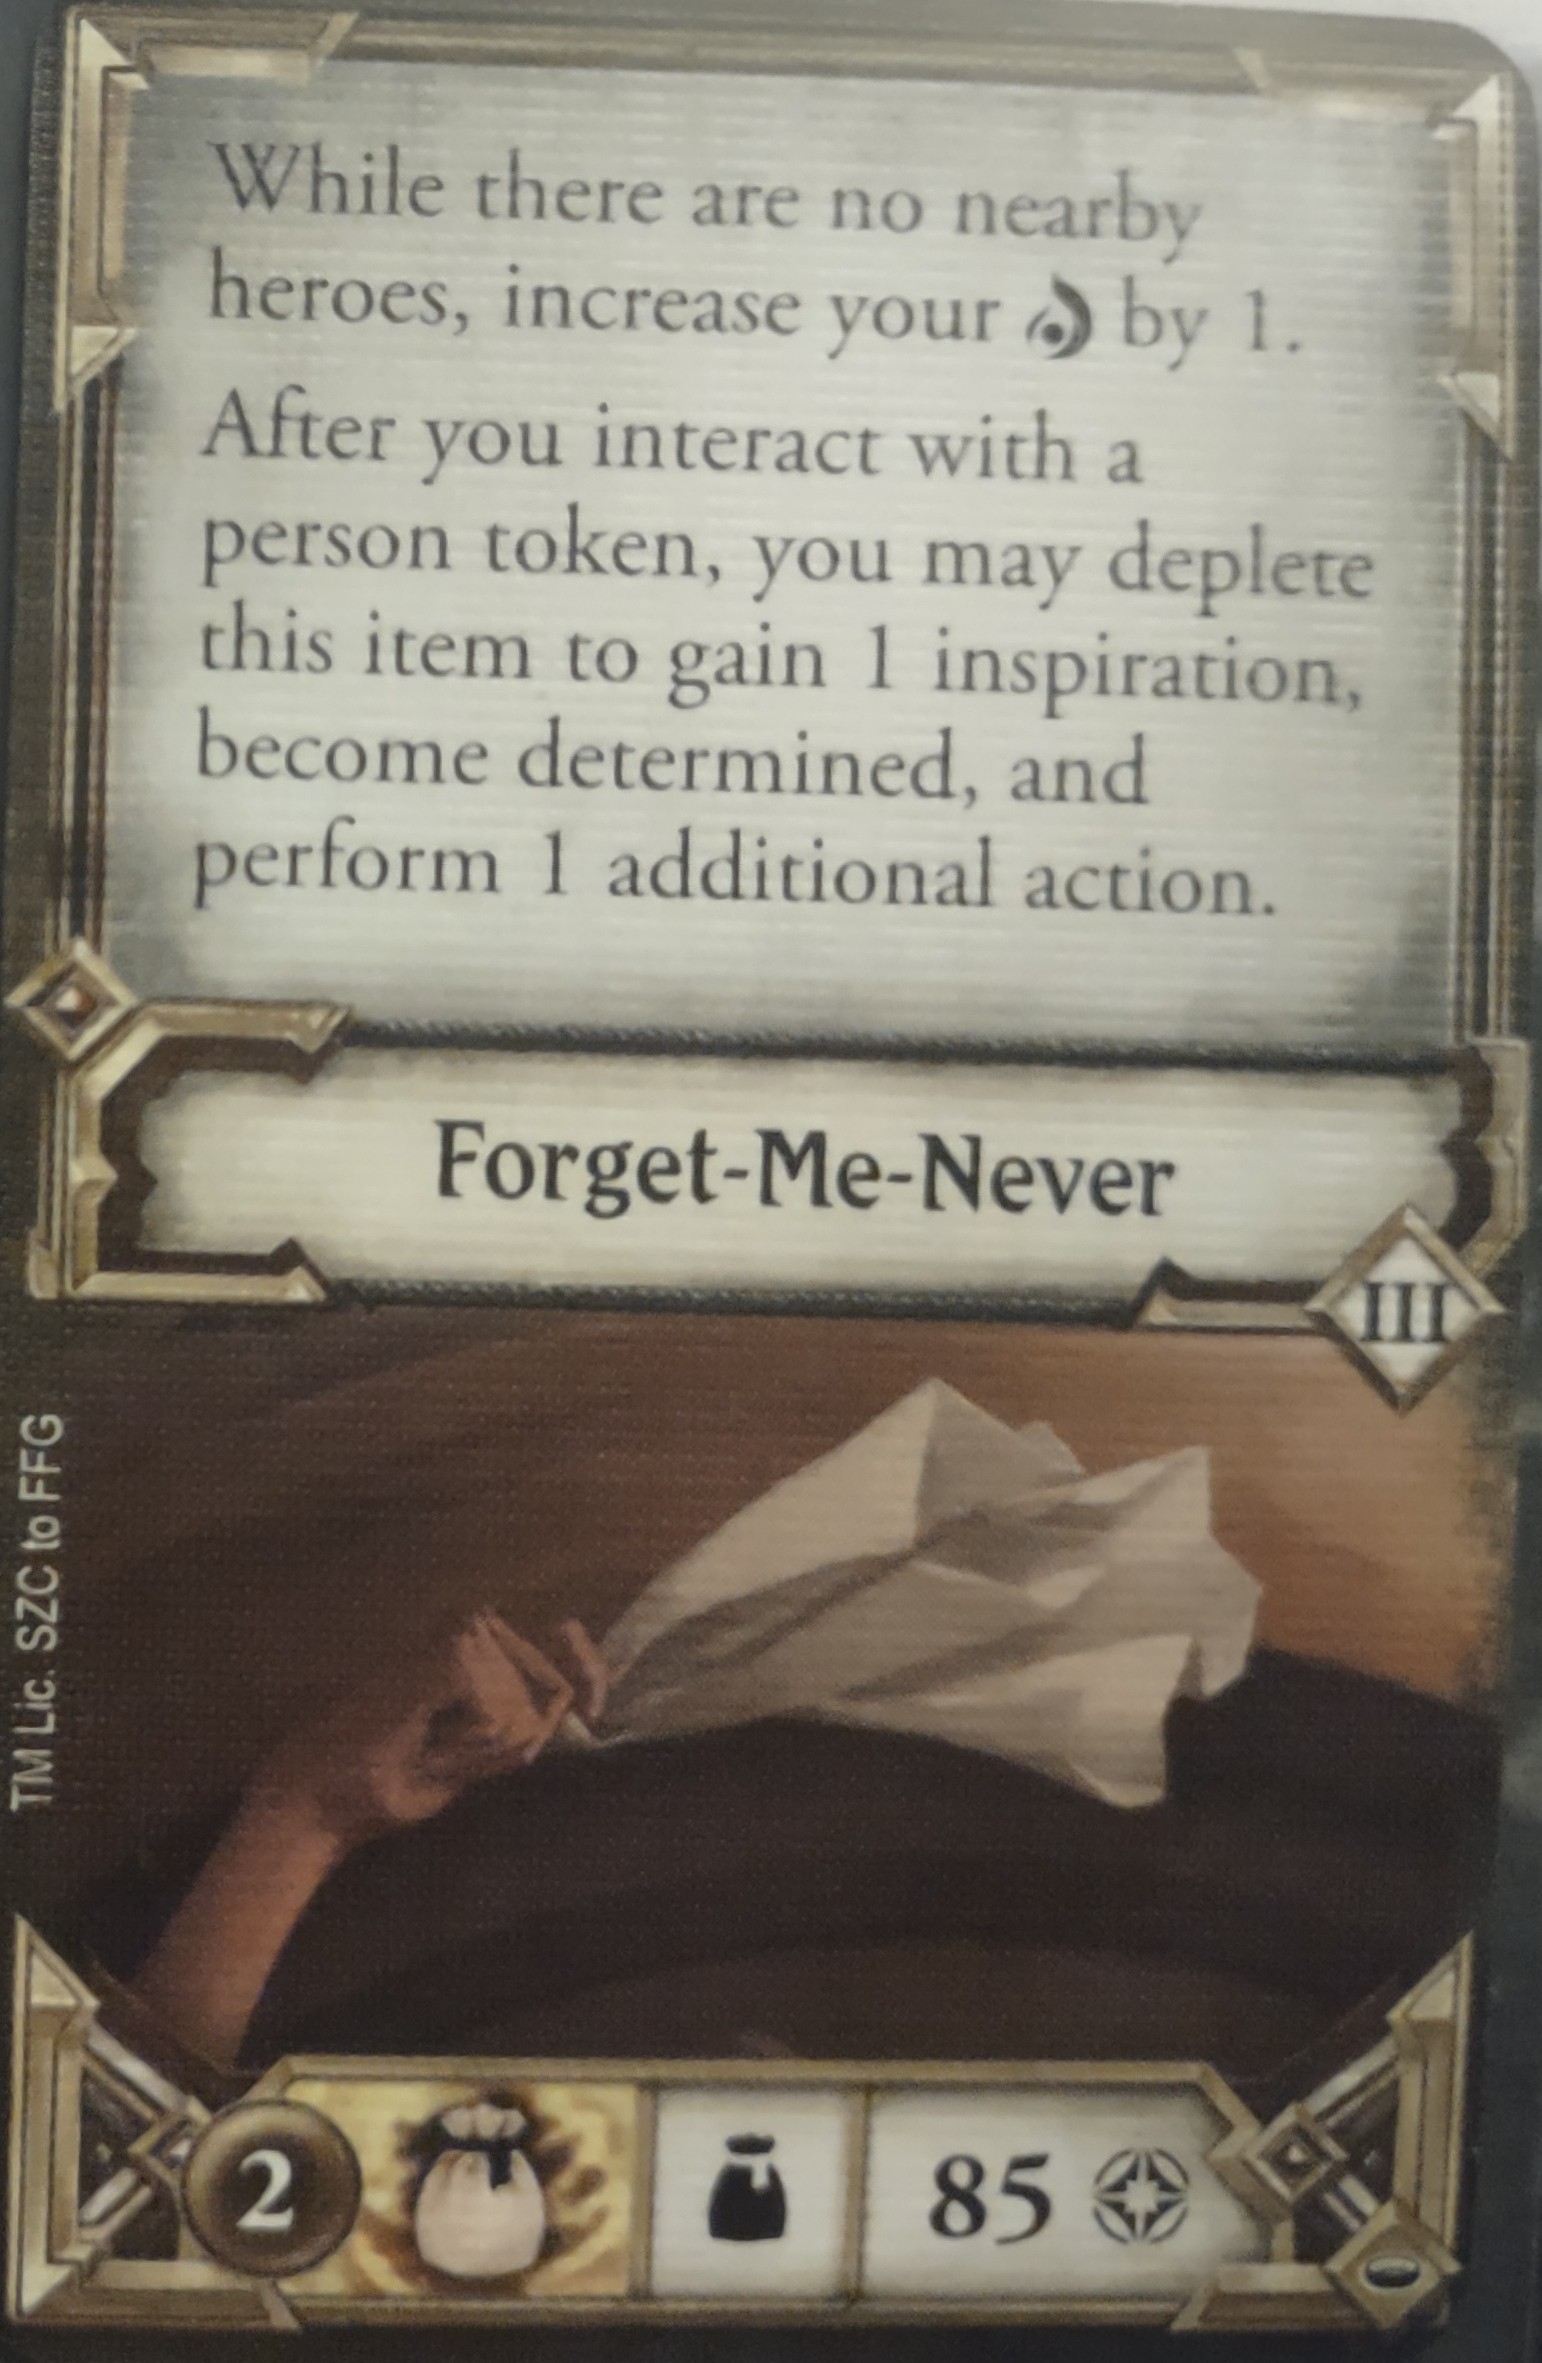 While there are no nearby
heroes, increase your by 1.
After you interact with a
person token, you may deplete
this item to gain 1 inspiration,
become determined, and
perform 1 additional action.
Forget-Me-Never
III
TM Lic. SZC to FFG
2
85